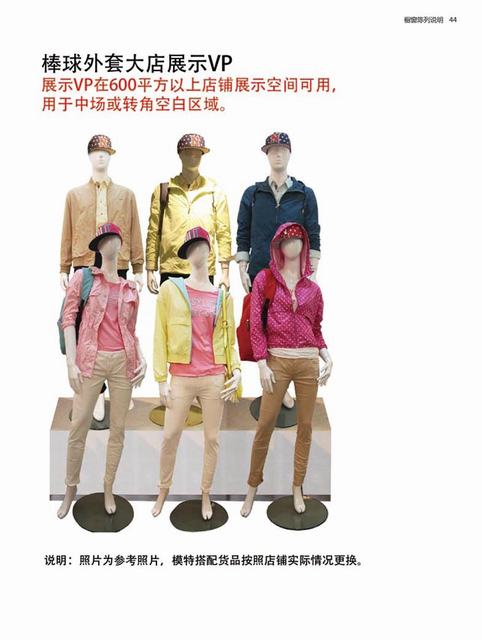 橱窗陈列说明 44
棒球外套大店展示VP
展示VP在600平方以上店铺展示空间可用，
用于中场或转角空白区域。
说明：照片为参考照片，模特搭配货品按照店铺实际情况更换。